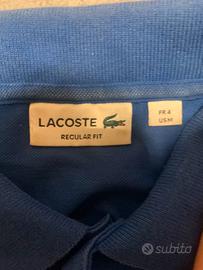 LACOSTE
REGULAR FIT
FR 4
US M
subito